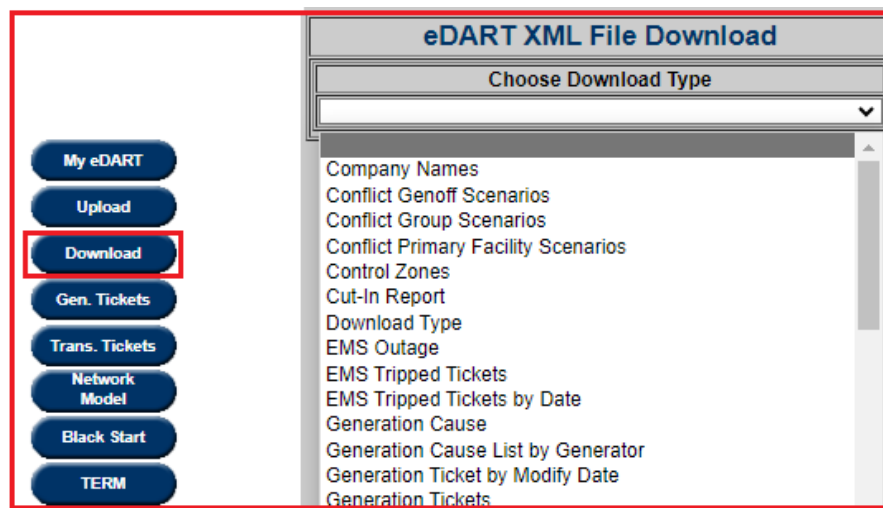 eDART XML File Download
Choose Download Type
My eDART
Upload
Download
Gen. Tickets
Trans. Tickets
Network
Model
Black Start
TERM
Company Names
Conflict Genoff Scenarios
Conflict Group Scenarios
Conflict Primary Facility Scenarios
Control Zones
Cut-In Report
Download Type
EMS Outage
EMS Tripped Tickets
EMS Tripped Tickets by Date
Generation Cause
Generation Cause List by Generator
Generation Ticket by Modify Date
Generation Tickets